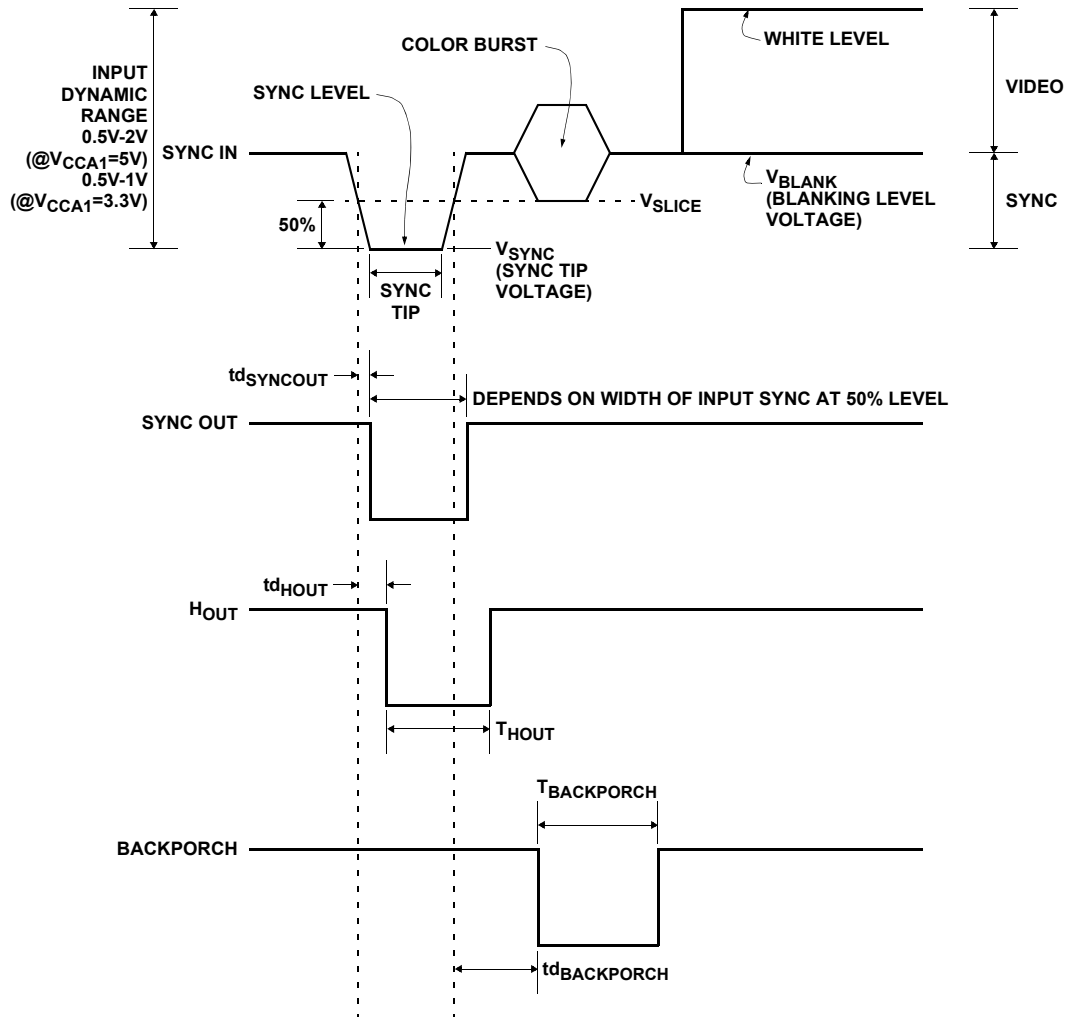 INPUT
DYNAMIC
RANGE
0.5V-2V
(@VCCA1=5V)
0.5V-1V
(@VCCA1=3.3V)
SYNC IN
SYNC LEVEL
COLOR BURST
WHITE LEVEL
VIDEO
50%
VSLICE
VBLANK
(BLANKING LEVEL
VOLTAGE)
SYNC
VSYNC
(SYNC TIP
VOLTAGE)
SYNC
TIP
tdSYNCOUT
DEPENDS ON WIDTH OF INPUT SYNC AT 50% LEVEL
SYNC OUT
tdHOUT
HOUT
THOUT
TBACKPORCH
BACKPORCH
tdBACKPORCH